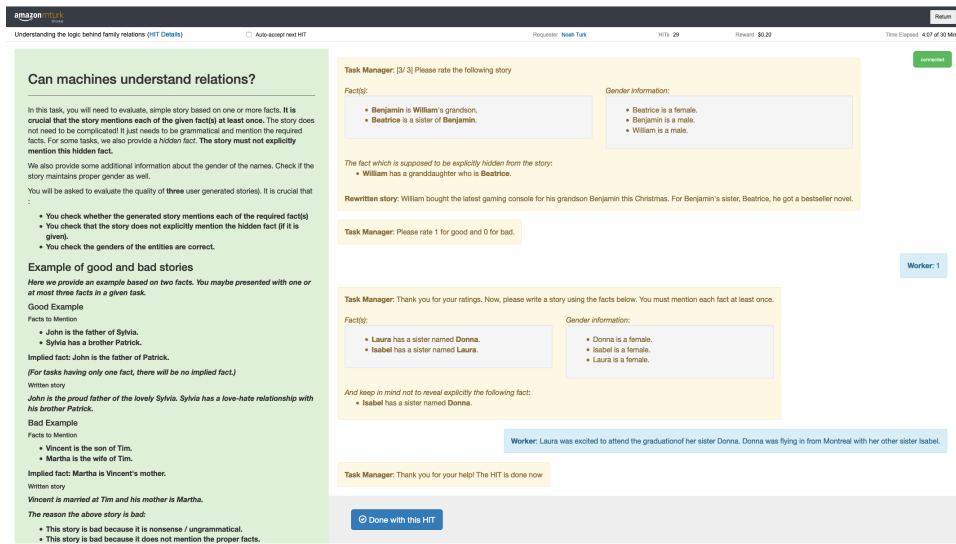 amazonmturk
Worker
Return
Understanding the logic behind family relations (HIT Details)
Auto-accept next HIT
Requester Noah Turk
HITs 29
Reward $0.20
Time Elapsed 4:07 of 30 Min
Can machines understand relations?
In this task, you will need to evaluate, simple story based on one or more facts. It is
crucial that the story mentions each of the given fact(s) at least once. The story does
not need to be complicated! It just needs to be grammatical and mention the required
facts. For some tasks, we also provide a hidden fact. The story must not explicitly
mention this hidden fact.
We also provide some additional information about the gender of the names. Check if the
story maintains proper gender as well.
You will be asked to evaluate the quality of three user generated stories). It is crucial that
:
• You check whether the generated story mentions each of the required fact(s)
• You check that the story does not explicitly mention the hidden fact (if it is
given).
• You check the genders of the entities are correct.
Example of good and bad stories
Here we provide an example based on two facts. You maybe presented with one or
at most three facts in a given task.
Good Example
Facts to Mention
• John is the father of Sylvia.
• Sylvia has a brother Patrick.
Implied fact: John is the father of Patrick.
(For tasks having only one fact, there will be no implied fact.)
Written story
John is the proud father of the lovely Sylvia. Sylvia has a love-hate relationship with
his brother Patrick.
Bad Example
Facts to Mention
• Vincent is the son of Tim.
• Martha is the wife of Tim.
Implied fact: Martha is Vincent's mother.
Written story
Vincent is married at Tim and his mother is Martha.
The reason the above story is bad:
• This story is bad because it is nonsense / ungrammatical.
• This story is bad because it does not mention the proper facts.
connected
Task Manager: [3/ 3] Please rate the following story
Fact(s):
• Benjamin is William's grandson.
• Beatrice is a sister of Benjamin.
Gender information:
• Beatrice is a female.
• Benjamin is a male.
• William is a male.
The fact which is supposed to be explicitly hidden from the story:
• William has a granddaughter who is Beatrice.
Rewritten story: William bought the latest gaming console for his grandson Benjamin this Christmas. For Benjamin's sister, Beatrice, he got a bestseller novel.
Task Manager: Please rate 1 for good and 0 for bad.
Worker: 1
Task Manager: Thank you for your ratings. Now, please write a story using the facts below. You must mention each fact at least once.
Fact(s):
• Laura has a sister named Donna.
• Isabel has a sister named Laura.
Gender information:
• Donna is a female.
• Isabel is a female.
• Laura is a female.
And keep in mind not to reveal explicitly the following fact:
• Isabel has a sister named Donna.
Worker: Laura was excited to attend the graduationof her sister Donna. Donna was flying in from Montreal with her other sister Isabel.
Task Manager: Thank you for your help! The HIT is done now
Done with this HIT